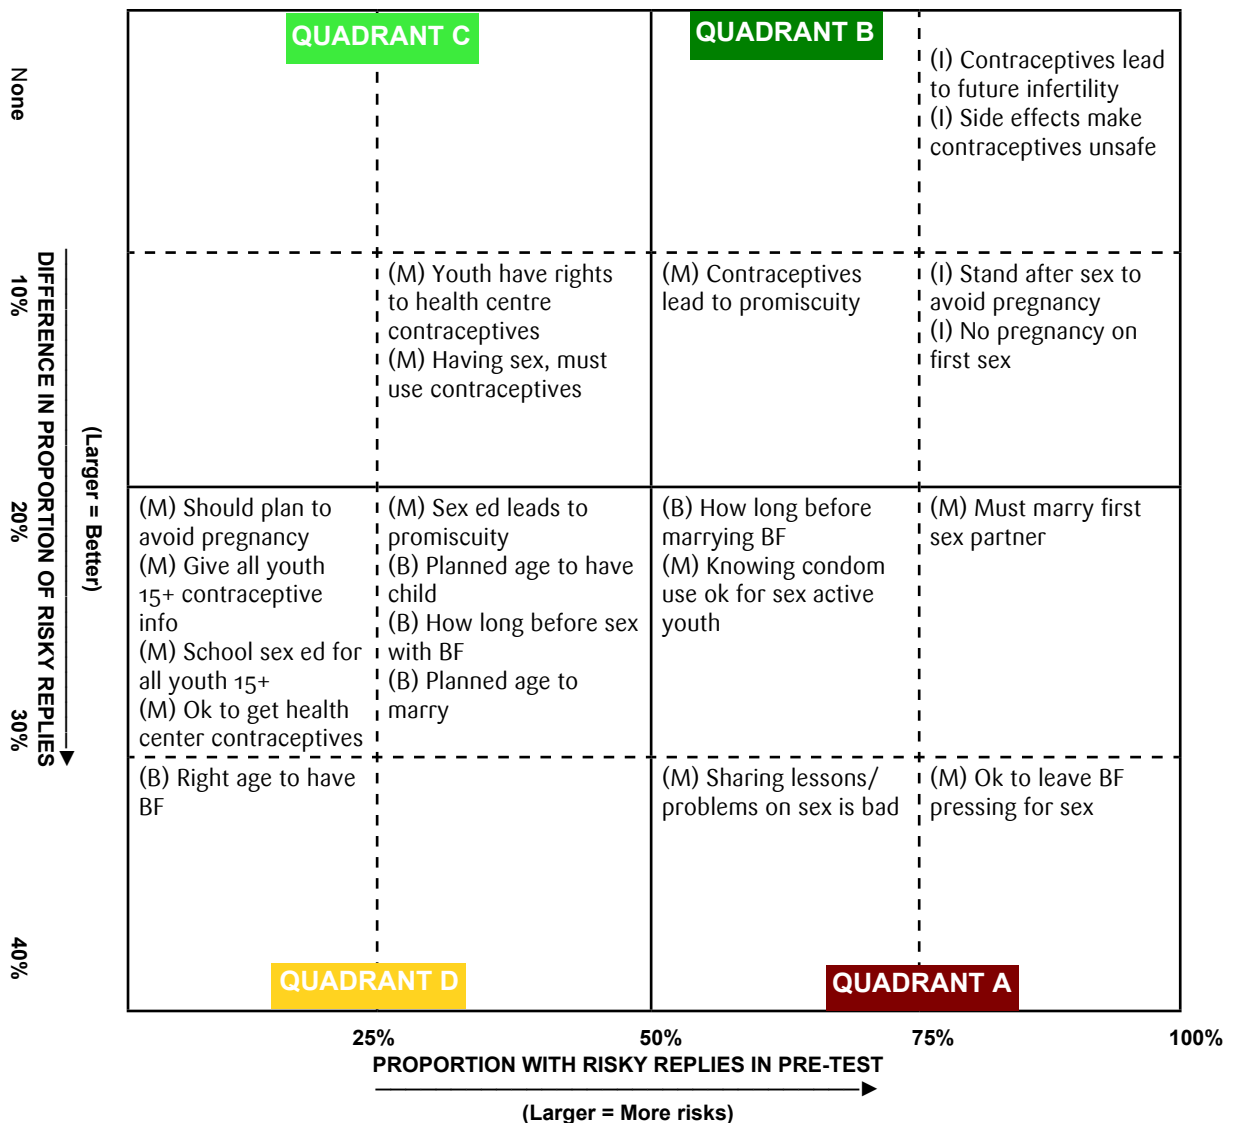 QUADRANT C
QUADRANT B
(I) Contraceptives lead
to future infertility
(I) Side effects make
contraceptives unsafe
(M) Youth have rights
to health centre
contraceptives
(M) Having sex, must
use contraceptives
(M) Contraceptives
lead to promiscuity
(I) Stand after sex to
avoid pregnancy
(I) No pregnancy on
first sex
(M) Should plan to
avoid pregnancy
(M) Give all youth
15+ contraceptive
info
(M) School sex ed for
all youth 15+
(M) Ok to get health
center contraceptives
(M) Sex ed leads to
promiscuity
(B) Planned age to have
child
(B) How long before sex
with BF
(B) Planned age to
marry
(B) How long before
marrying BF
(M) Knowing condom
use ok for sex active
youth
(M) Must marry first
sex partner
(B) Right age to have
BF
(M) Sharing lessons/
problems on sex is bad
(M) Ok to leave BF
pressing for sex
QUADRANT D
QUADRANT A
None
10%
20%
30%
40%
DIFFERENCE IN PROPORTION OF RISKY REPLIES
(Larger = Better)
25%
50%
75%
100%
PROPORTION WITH RISKY REPLIES IN PRE-TEST
(Larger = More risks)